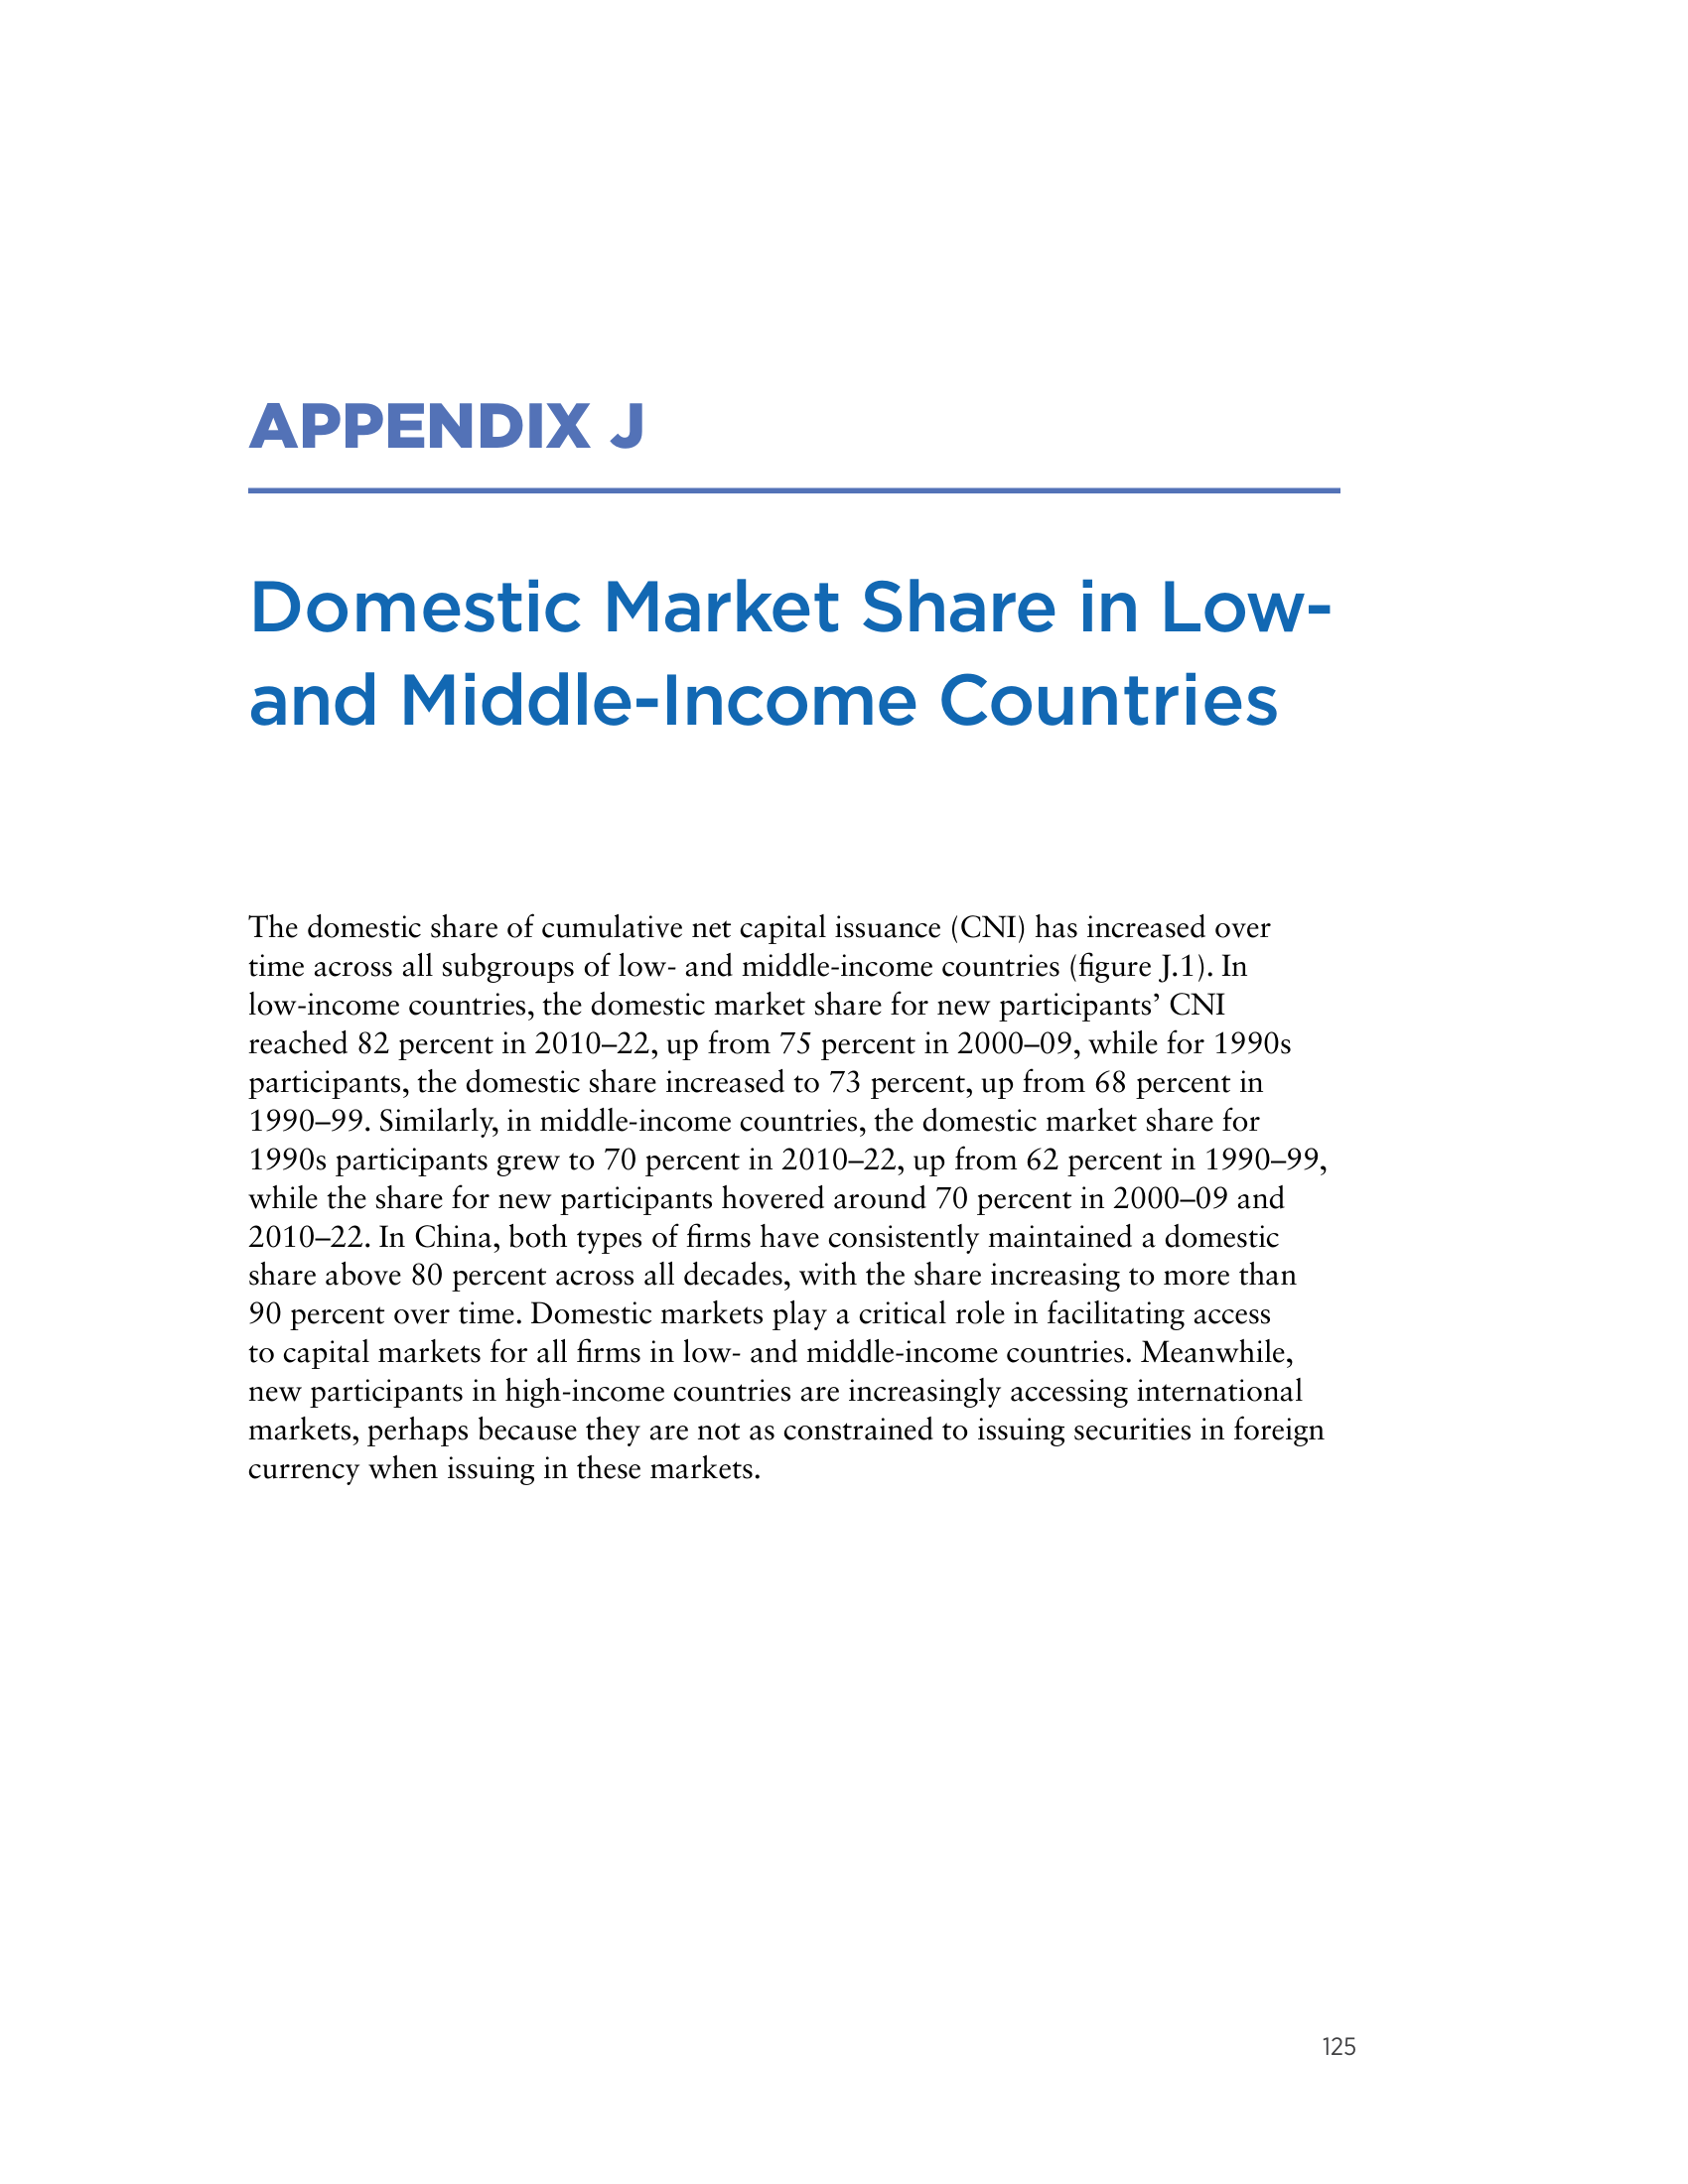 APPENDIX J
Domestic Market Share in Low-
and Middle-Income Countries
The domestic share of cumulative net capital issuance (CNI) has increased over
time across all subgroups of low- and middle-income countries (figure J.1). In
low-income countries, the domestic market share for new participants’ CNI
reached 82 percent in 2010–22, up from 75 percent in 2000–09, while for 1990s
participants, the domestic share increased to 73 percent, up from 68 percent in
1990–99. Similarly, in middle-income countries, the domestic market share for
1990s participants grew to 70 percent in 2010–22, up from 62 percent in 1990–99,
while the share for new participants hovered around 70 percent in 2000–09 and
2010–22. In China, both types of firms have consistently maintained a domestic
share above 80 percent across all decades, with the share increasing to more than
90 percent over time. Domestic markets play a critical role in facilitating access
to capital markets for all firms in low- and middle-income countries. Meanwhile,
new participants in high-income countries are increasingly accessing international
markets, perhaps because they are not as constrained to issuing securities in foreign
currency when issuing in these markets.
125